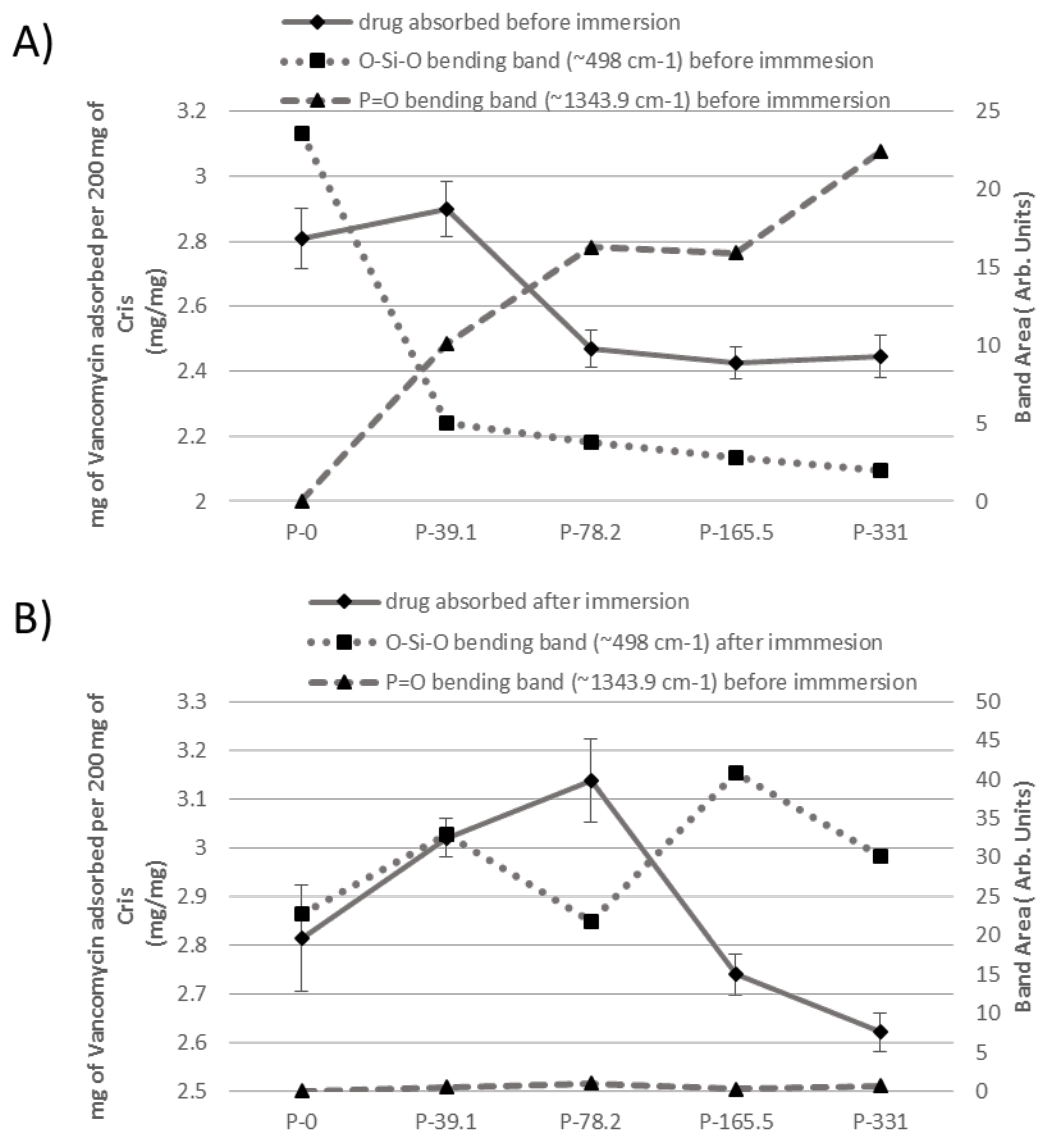 A)
drug absorbed before immersion
O-Si-O bending band (~498 cm-1) before immmesion
P=O bending band (~1343.9 cm-1) before immmersion
mg of Vancomycin adsorbed per 200 mg of
Cris
(mg/mg)
3.2
3
2.8
2.6
2.4
2.2
2
25
20
15
10
5
0
Band Area ( Arb. Units)
P-0 P-39.1 P-78.2 P-165.5 P-331
B)
drug absorbed after immersion
O-Si-O bending band (~498 cm-1) after immmesion
P=O bending band (~1343.9 cm-1) before immmersion
mg of Vancomycin adsorbed per 200 mg of
Cris
(mg/mg)
3.3
3.2
3.1
3
2.9
2.8
2.7
2.6
2.5
50
45
40
35
30
25
20
15
10
5
0
Band Area ( Arb. Units)
P-0 P-39.1 P-78.2 P-165.5 P-331